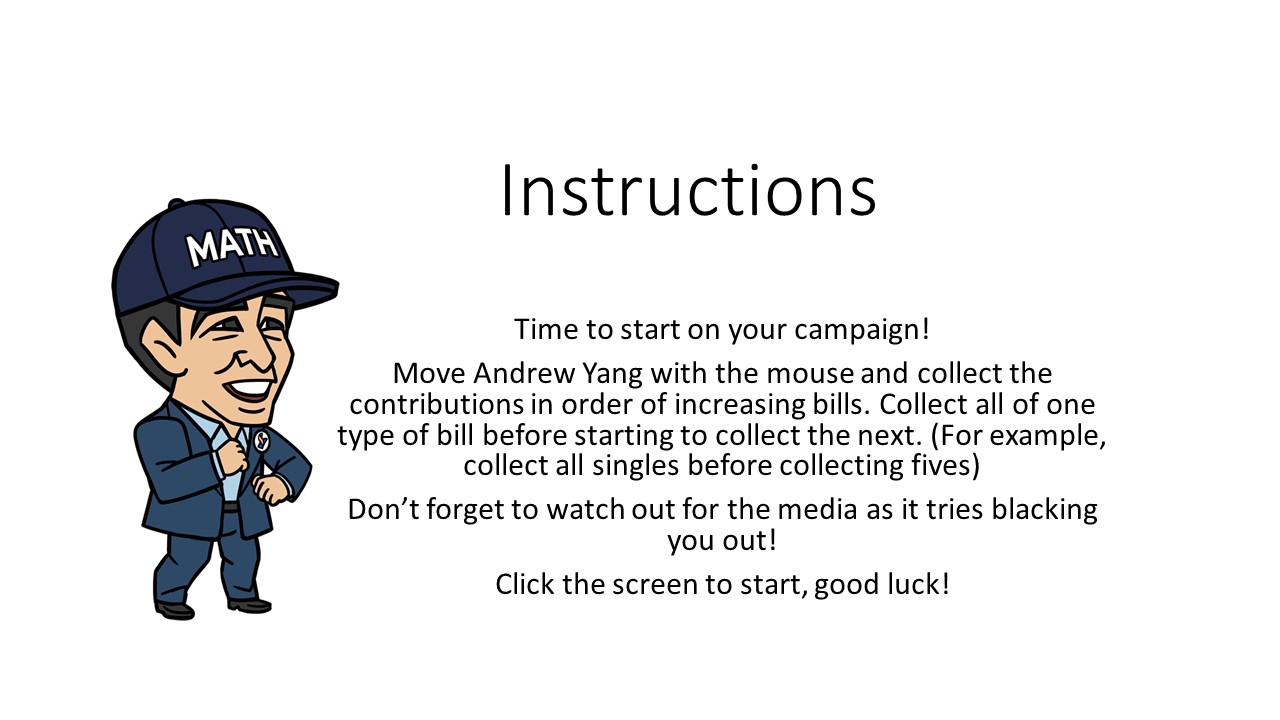 Instructions
MATH
Time to start on your campaign!
Move Andrew Yang with the mouse and collect the
contributions in order of increasing bills. Collect all of one
type of bill before starting to collect the next. (For example,
collect all singles before collecting fives)
Don’t forget to watch out for the media as it tries blacking
you out!
Click the screen to start, good luck!